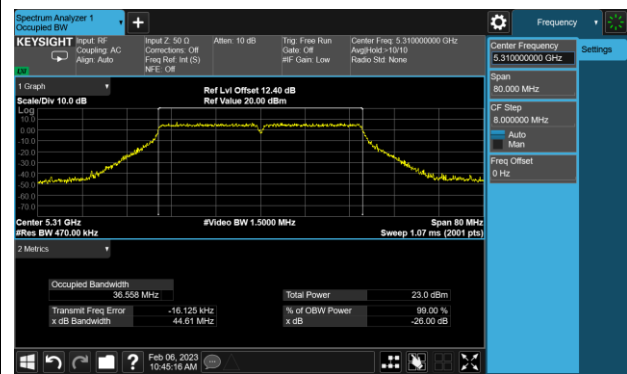 Spectrum Analyzer 1
Occupied BW
Frequency
KEYSIGHT
Input: RF
Coupling: AC
Align: Auto
Input Z: 50 Ω
Corrections: Off
Freq Ref: Int (S)
NFE: Off
Atten: 10 dB
Trig: Free Run
Gate: Off
#IF Gain: Low
Center Freq: 5.310000000 GHz
Avg|Hold:>10/10
Radio Std: None
Center Frequency
5.310000000 GHz
Settings
Span
80.000 MHz
CF Step
8.000000 MHz
Auto
Man
Freq Offset
0 Hz
1 Graph
Scale/Div 10.0 dB
Ref Lvl Offset 12.40 dB
Ref Value 20.00 dBm
Log
10.0
0.00
-10.0
-20.0
-30.0
-40.0
-50.0
-60.0
-70.0
Center 5.31 GHz
#Res BW 470.00 kHz
#Video BW 1.5000 MHz
Span 80 MHz
Sweep 1.07 ms (2001 pts)
2 Metrics
Occupied Bandwidth
36.558 MHz
Total Power 23.0 dBm
Transmit Freq Error -16.125 kHz
x dB Bandwidth 44.61 MHz
% of OBW Power 99.00 %
x dB -26.00 dB
Feb 06, 2023
10:45:16 AM